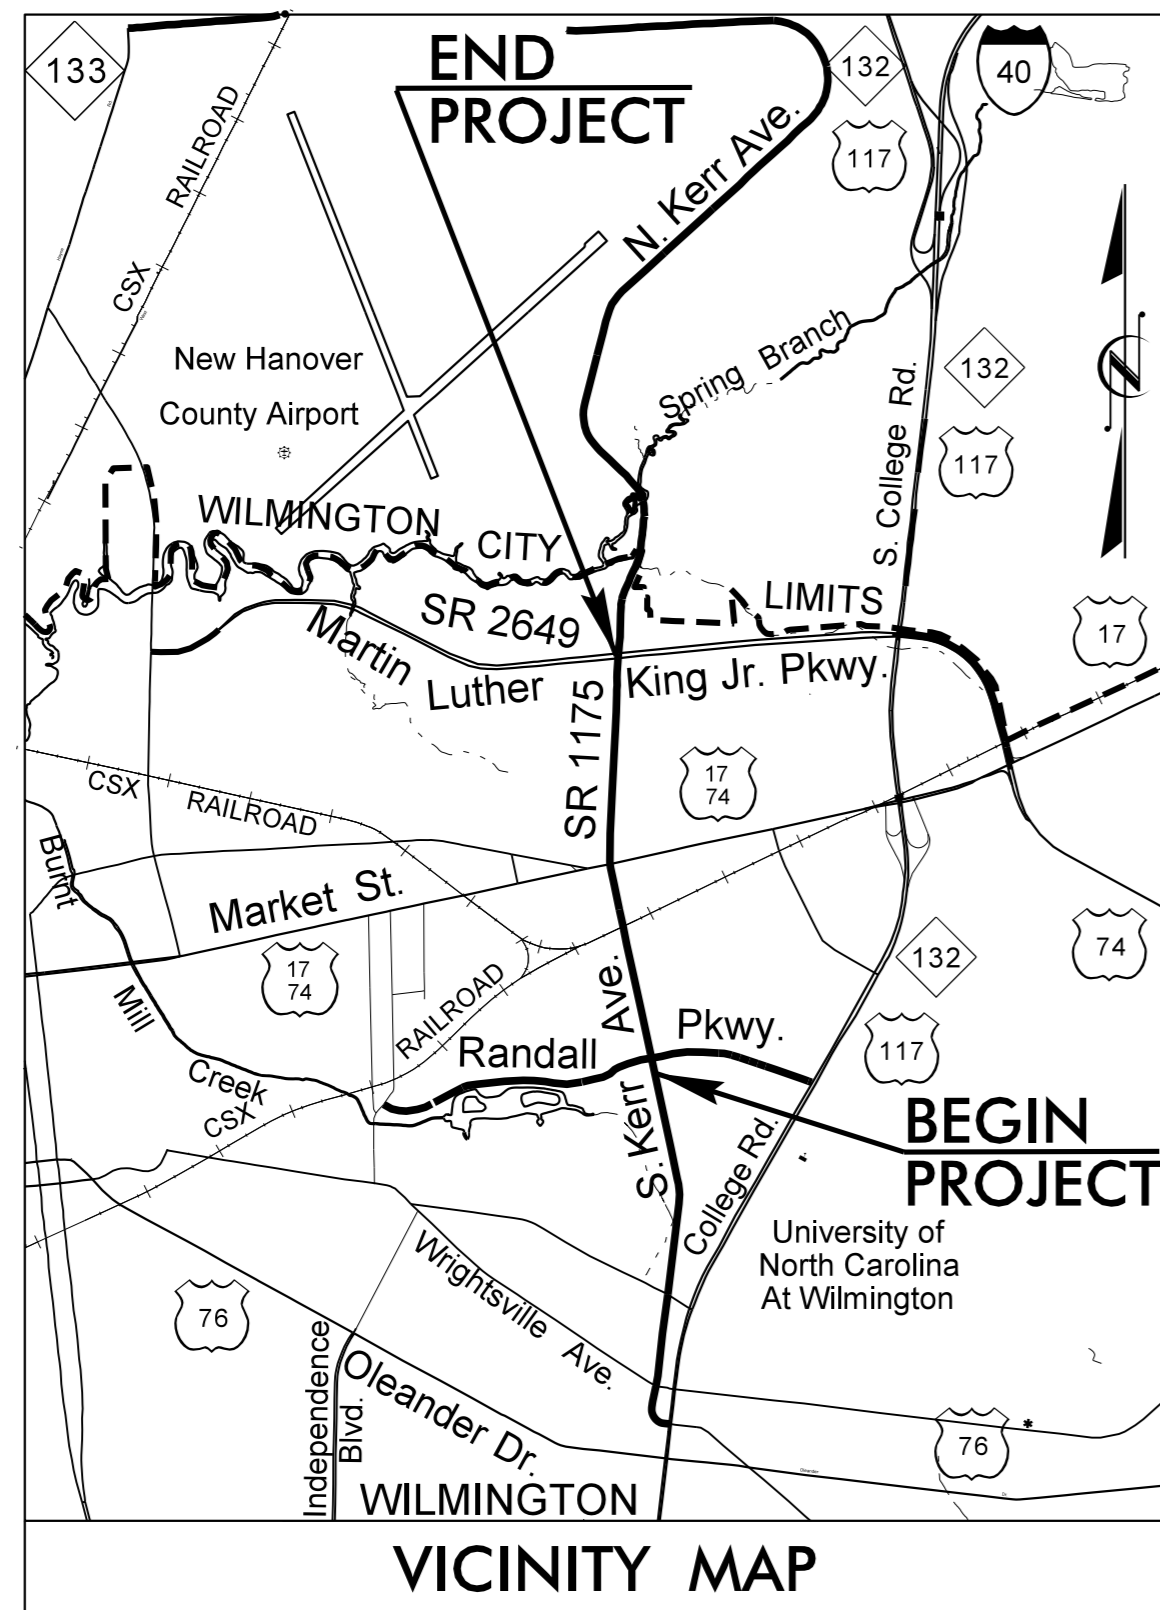 133
RAILROAD
CSX
END
PROJECT
132
117
40
N. Kerr Ave.
New Hanover
County Airport
Spring Branch
132
117
S. College Rd.
N
WILMINGTON CITY LIMITS
SR 2649
Martin Luther King Jr. Pkwy.
17
SR 1175
17
74
CSX RAILROAD
Burnt
Mill
Creek
Market St.
17
74
RAILROAD
CSX
S. Kerr Ave.
Randall Pkwy.
132
117
74
BEGIN
PROJECT
College Rd.
University of
North Carolina
At Wilmington
Wrightsville Ave.
76
Independence
Blvd.
Oleander Dr.
76
Oleander
WILMINGTON
VICINITY MAP